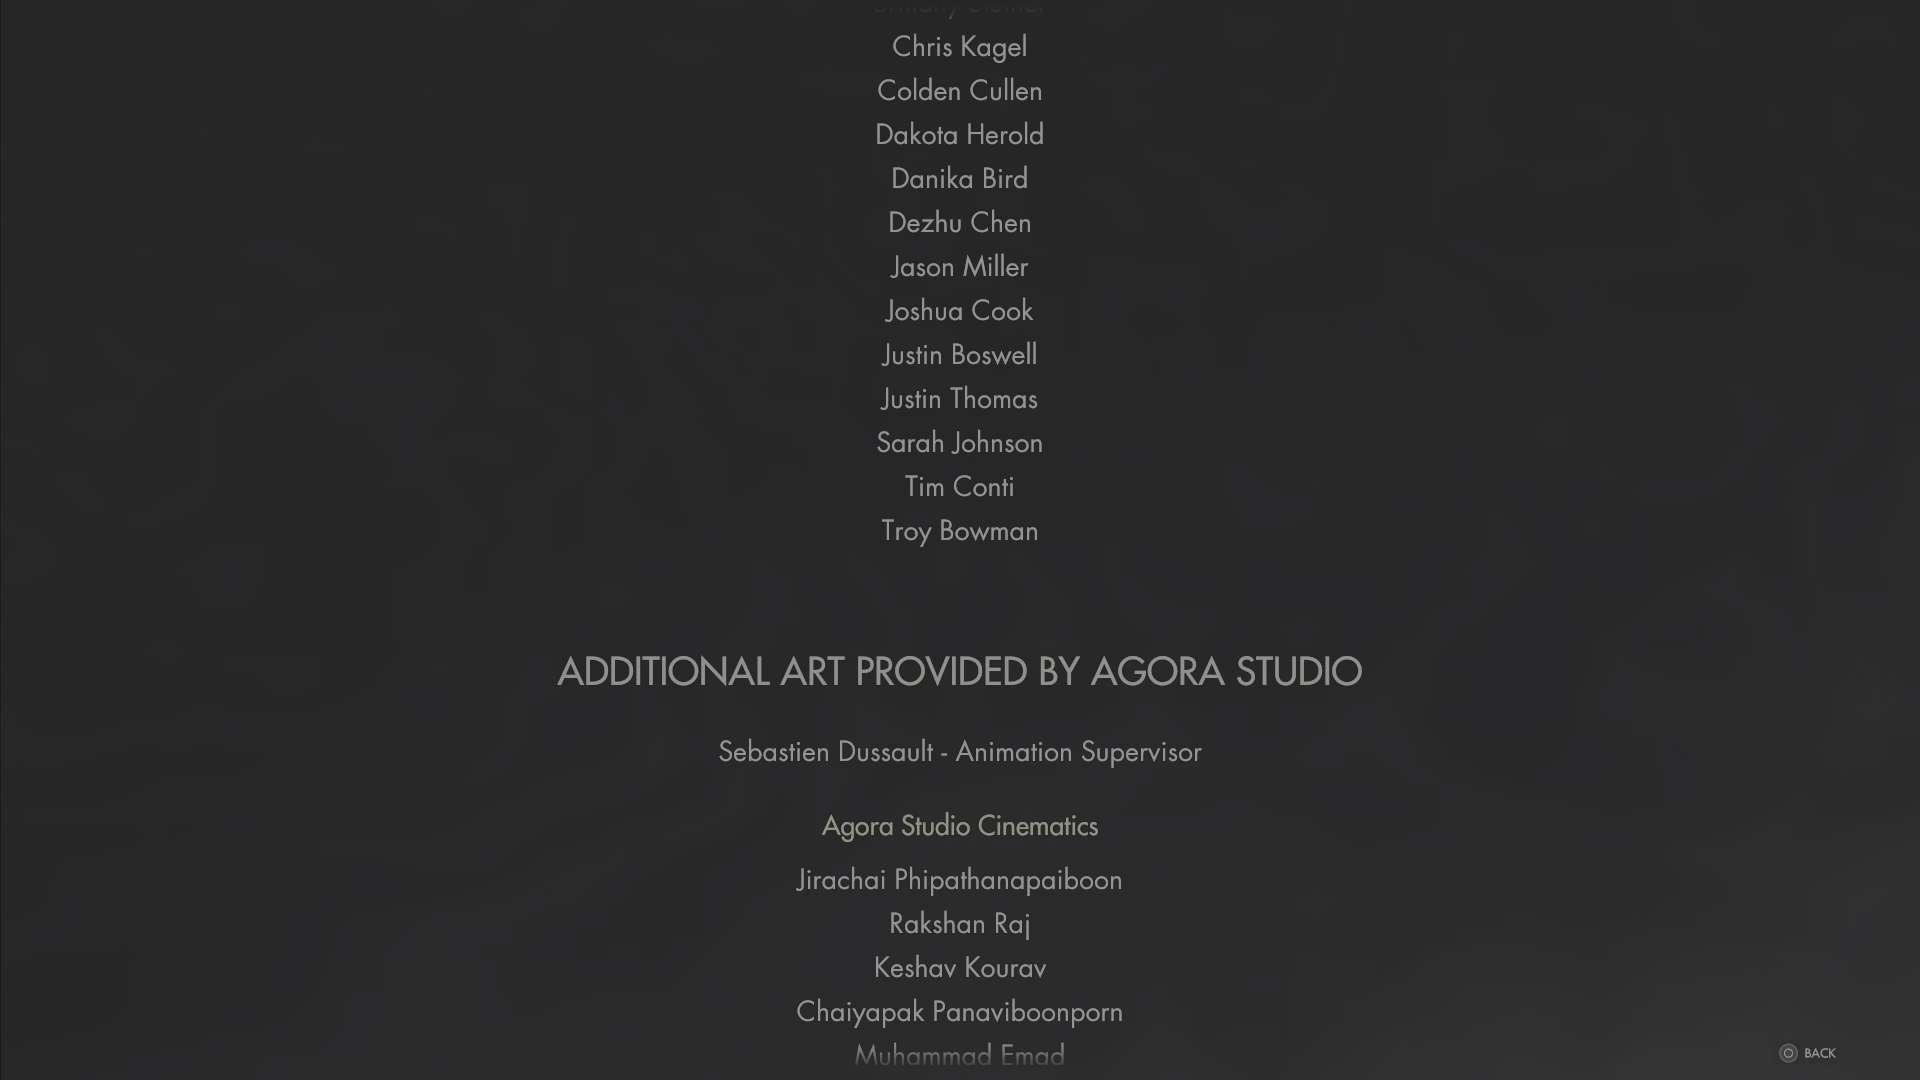 Chris Kagel
Colden Cullen
Dakota Herold
Danika Bird
Dezhu Chen
Jason Miller
Joshua Cook
Justin Boswell
Justin Thomas
Sarah Johnson
Tim Conti
Troy Bowman
ADDITIONAL ART PROVIDED BY AGORA STUDIO
Sebastien Dussault - Animation Supervisor
Agora Studio Cinematics
Jirachai Phipathanapaiboon
Rakshan Raj
Keshav Kourav
Chaiyapak Panaviboonporn
Muhammad Emad
BACK